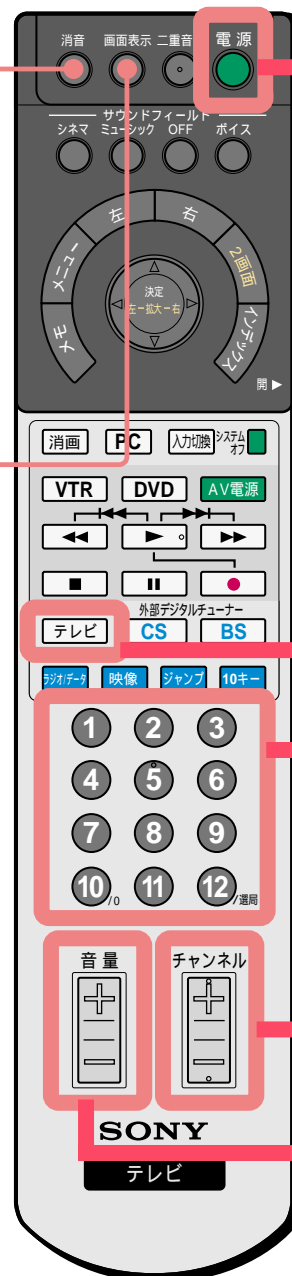 消音 画面表示 二重音 電源
サウンドフィールド
シネマ ミュージック OFF ボイス
左 右
メニュー 2画面
メモ インデックス
決定
左－拡大－右
開▶
消画 PC 入力切換 システムオフ
VTR DVD AV電源
外部デジタルチューナー
テレビ CS BS
ラジオ/データ 映像 ジャンプ 10キー
1 2 3
4 5 6
7 8 9
10/0 11 12/選局
音量 チャンネル
+ +
－ －
SONY
テレビ